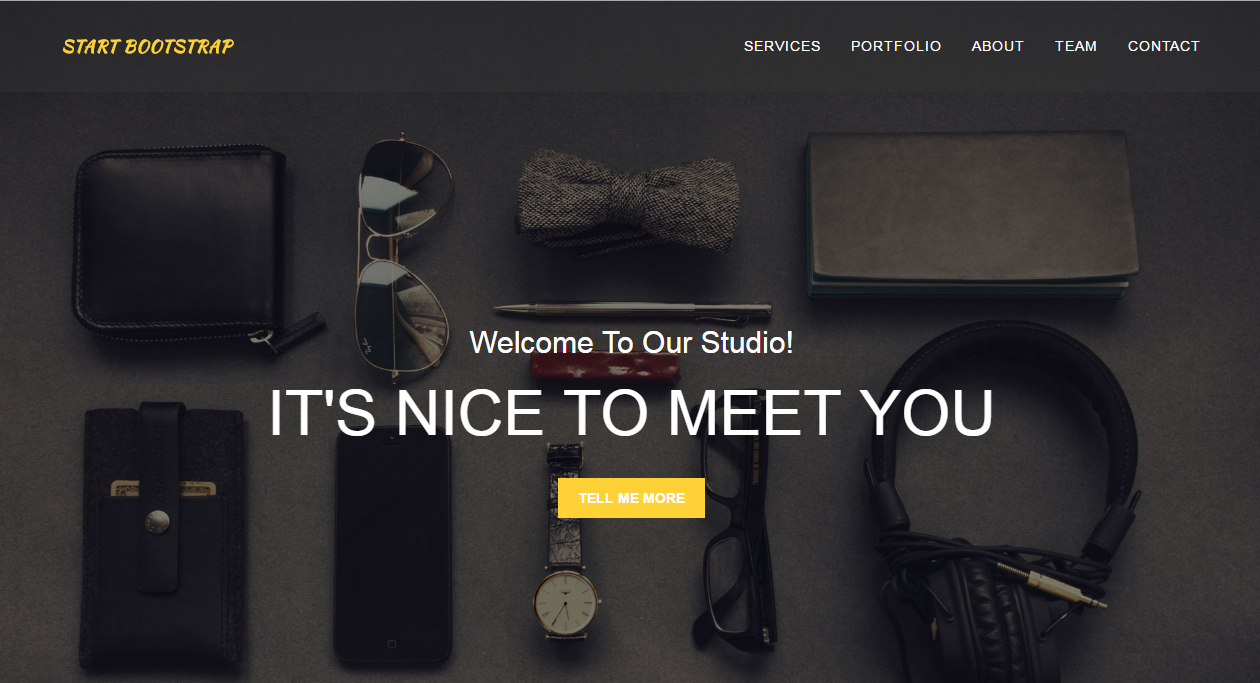 START BOOTSTRAP
SERVICES PORTFOLIO ABOUT TEAM CONTACT
Welcome To Our Studio!
IT'S NICE TO MEET YOU
TELL ME MORE